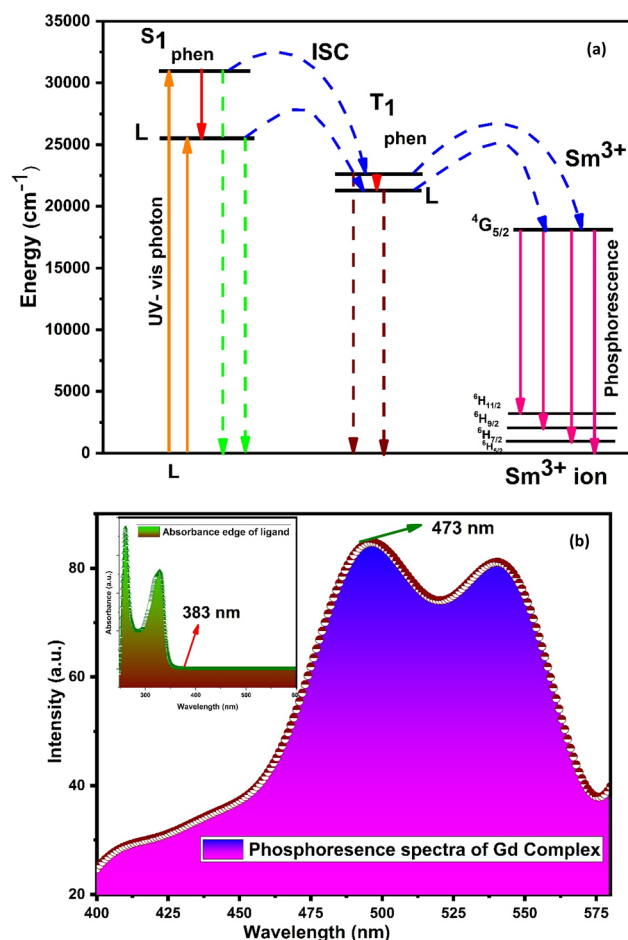 (a)
S1
phen
ISC
T1
phen
Sm3+
L
L
4G5/2
35000
30000
25000
20000
15000
10000
5000
0
Energy (cm−1)
UV- vis photon
Phosphorescence
6H11/2
6H9/2
6H7/2
6H5/2
L
Sm3+ ion
(b)
473 nm
Absorbance edge of ligand
383 nm
Absorbance (a.u.)
300 400 500 60
Wavelength (nm)
80
60
40
20
Intensity (a.u.)
Phosphoresence spectra of Gd Complex
400 425 450 475 500 525 550 575
Wavelength (nm)